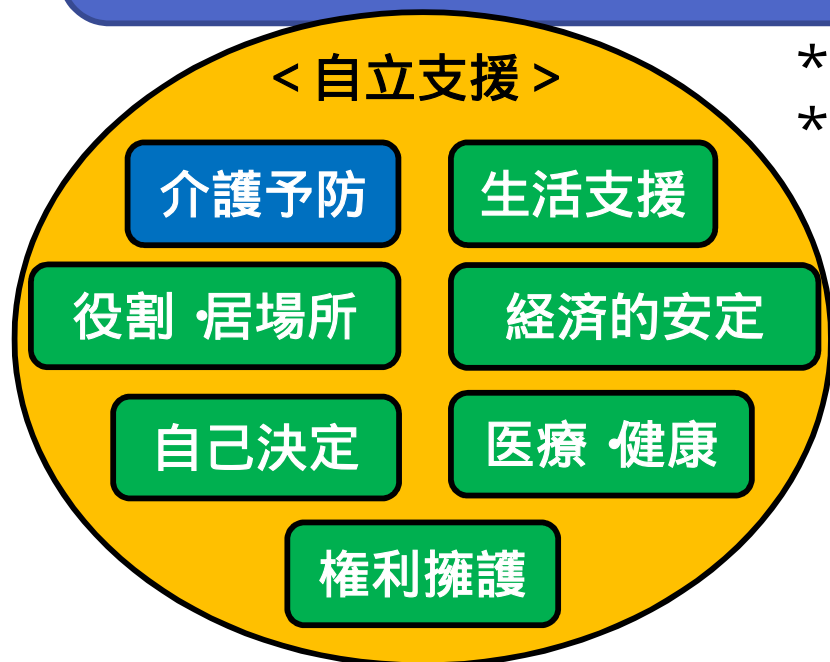 <自立支援>
*
*
介護予防
生活支援
役割・居場所
経済的安定
自己決定
医療・健康
権利擁護